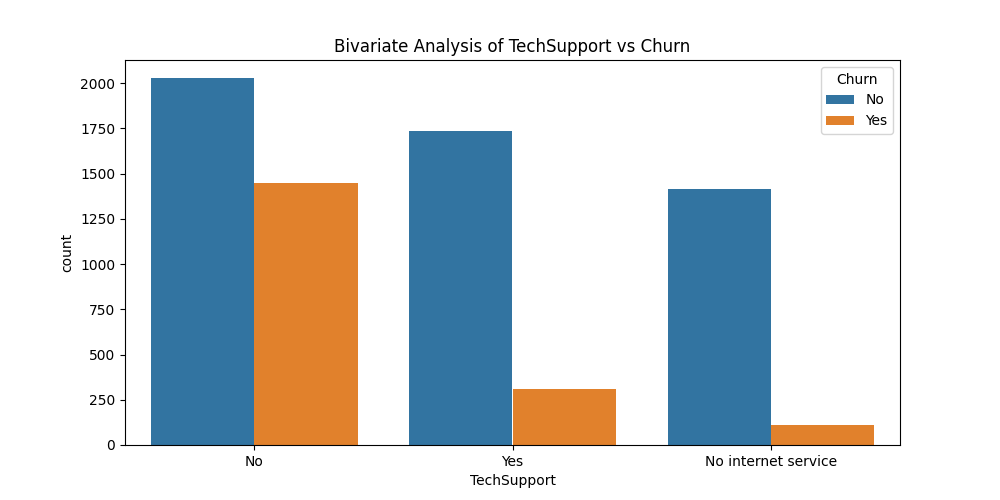 Bivariate Analysis of TechSupport vs Churn
Churn
No
Yes
2000
1750
1500
1250
1000
750
500
250
0
count
No
Yes
No internet service
TechSupport